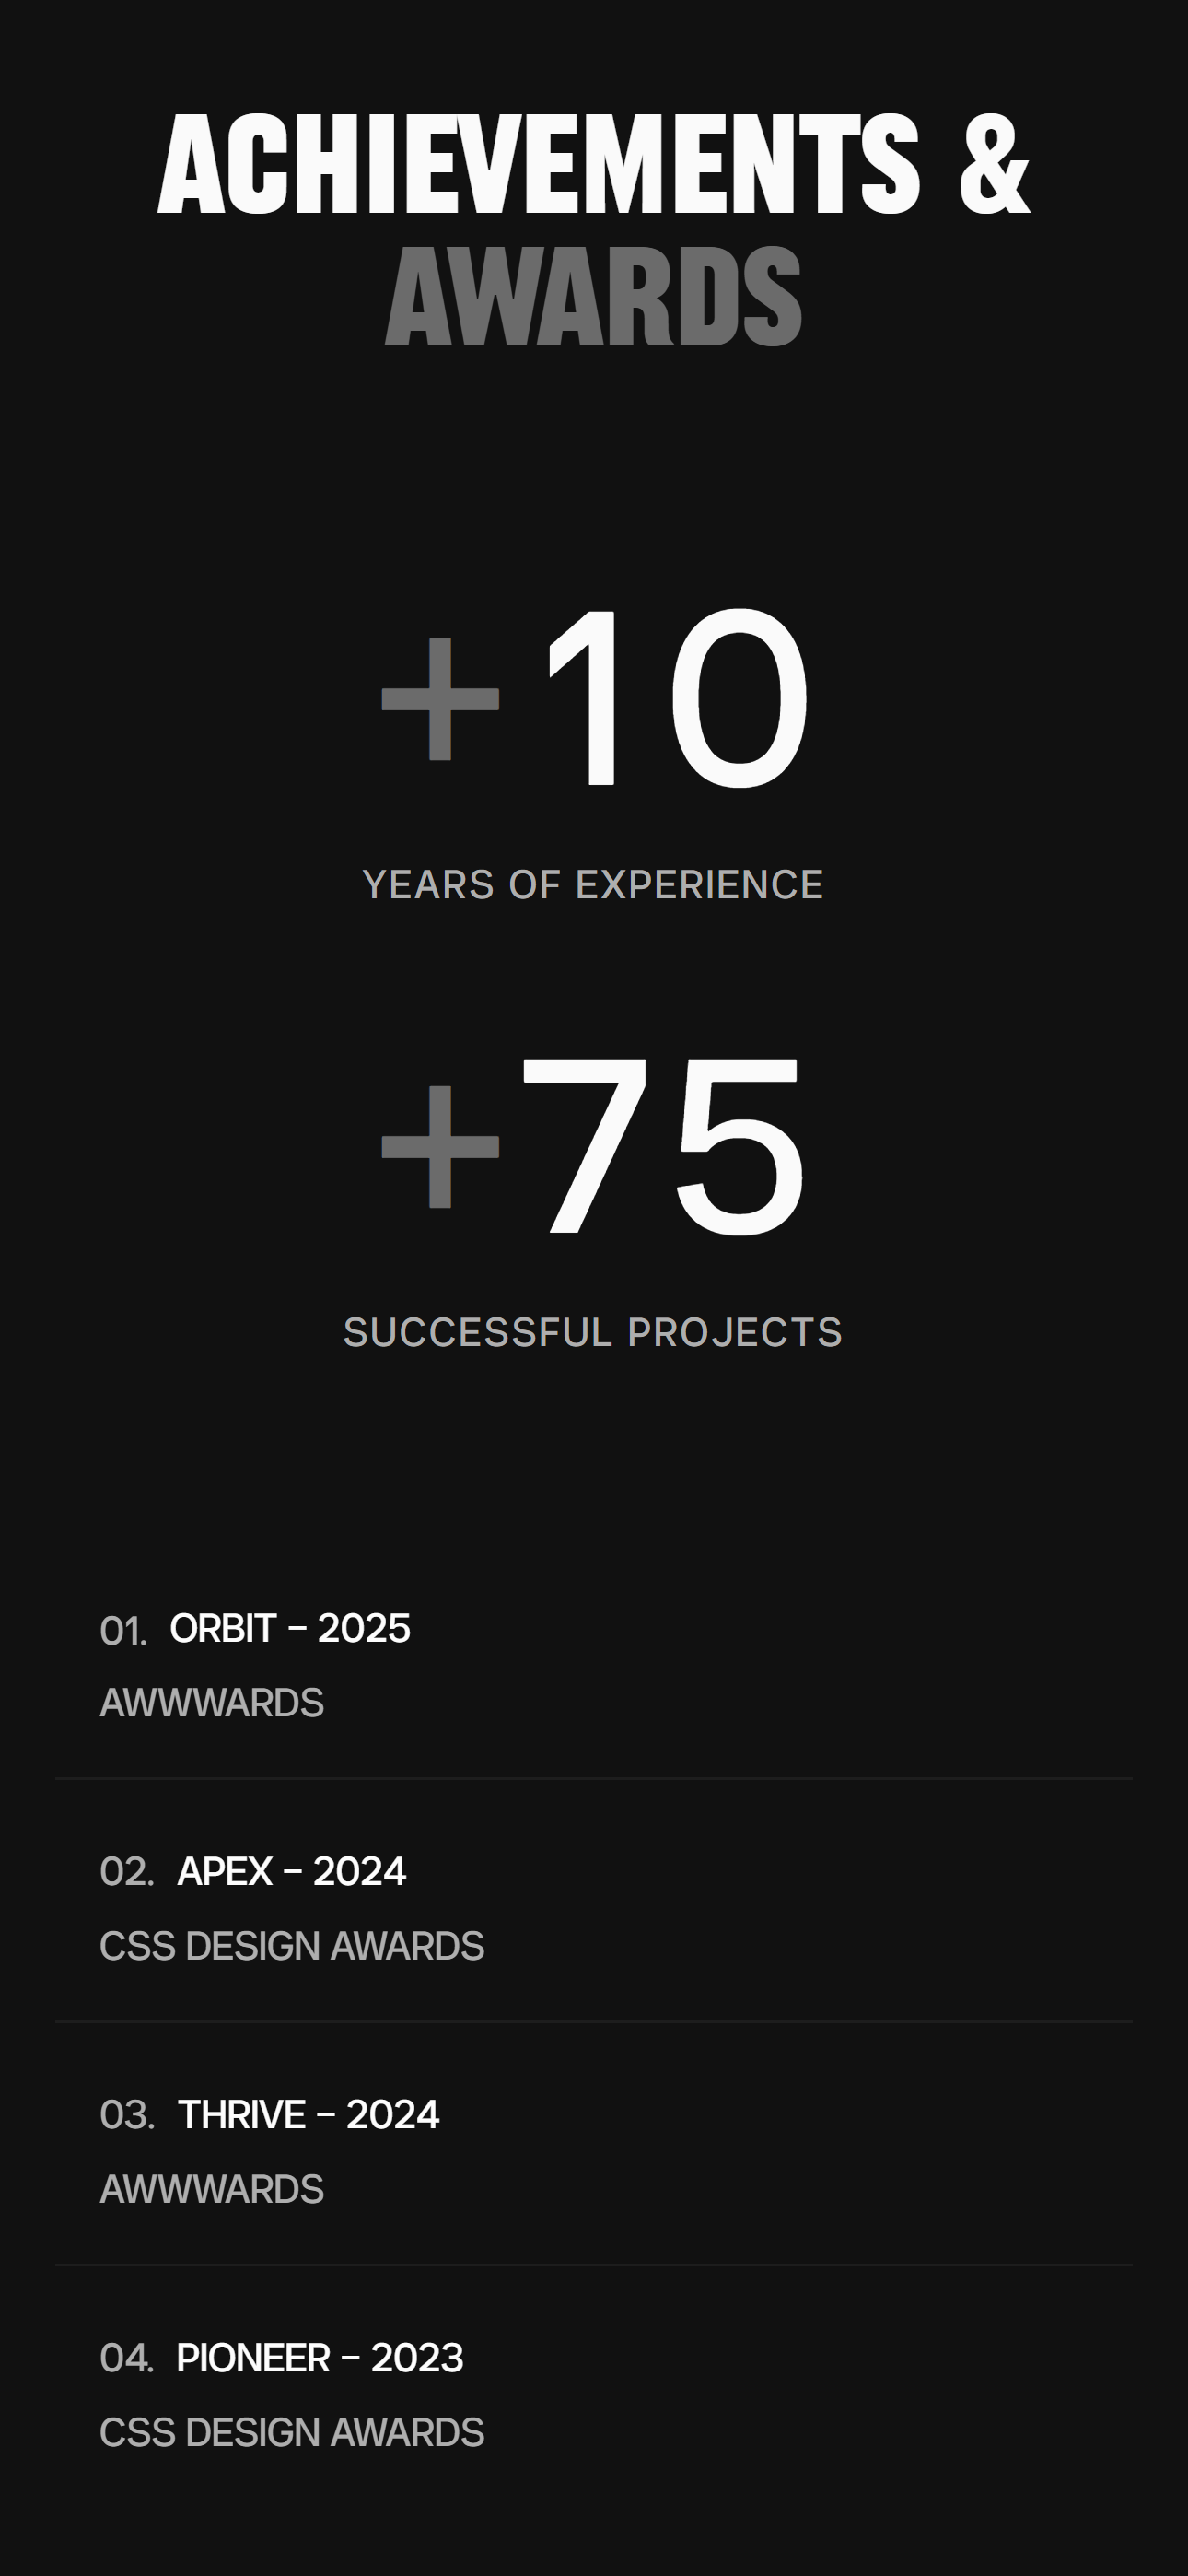 ACHIEVEMENTS &
AWARDS
+10
YEARS OF EXPERIENCE
+75
SUCCESSFUL PROJECTS
01. ORBIT – 2025
AWWWARDS
02. APEX – 2024
CSS DESIGN AWARDS
03. THRIVE – 2024
AWWWARDS
04. PIONEER – 2023
CSS DESIGN AWARDS